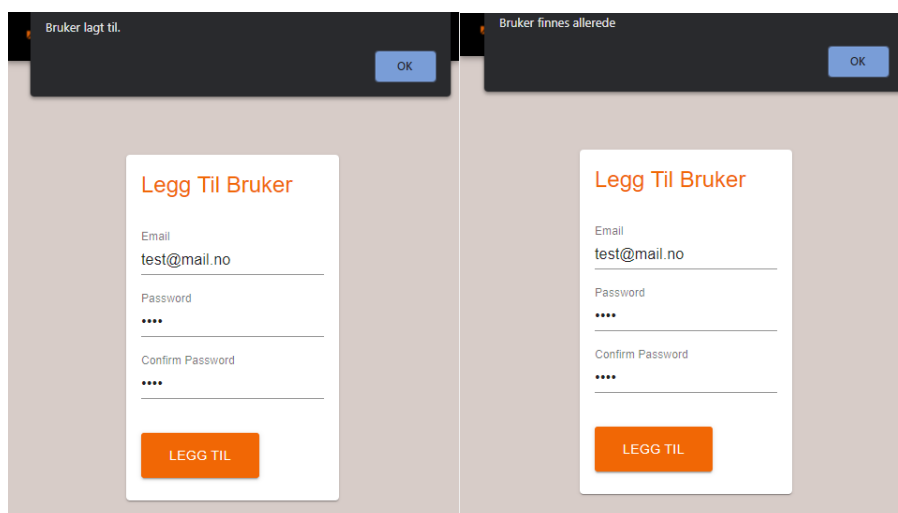 Bruker lagt til.
OK
Legg Til Bruker
Email
test@mail.no
Password
••••
Confirm Password
••••
LEGG TIL
Bruker finnes allerede
OK
Legg Til Bruker
Email
test@mail.no
Password
••••
Confirm Password
••••
LEGG TIL